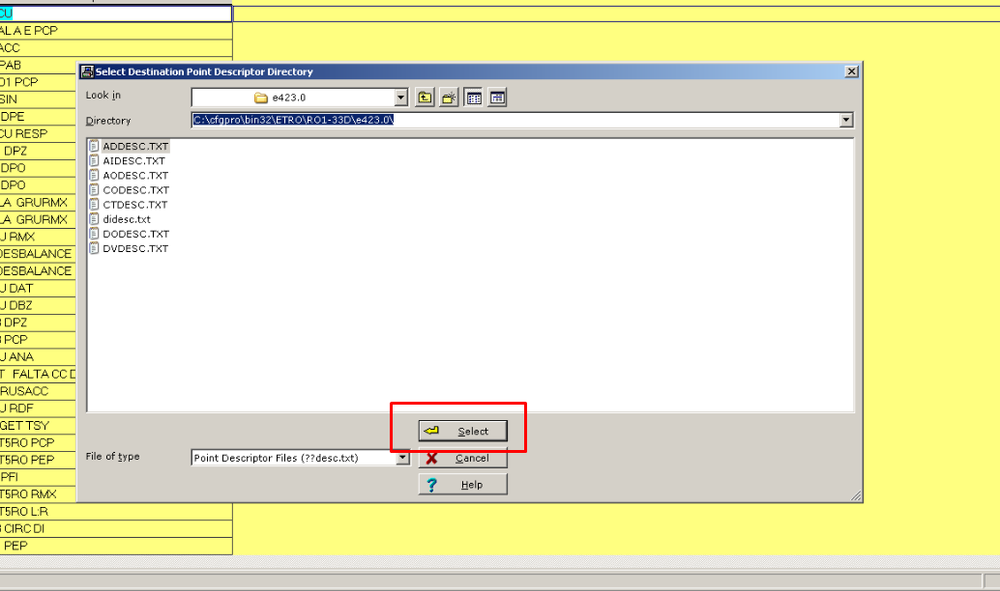 CU
AL A E PCP
ACC
PAB
D1 PCP
SIN
DPE
CU RESP
DPZ
DPO
DPO
LA GRURMX
LA GRURMX
U RMX
DESBALANCE
DESBALANCE
U DAT
U DBZ
B DPZ
B PCP
U ANA
T FALTA CC D
RUSACC
U RDF
GET TSY
T5RO PCP
T5RO PEP
PFI
T5RO RMX
T5RO L:R
B CIRC DI
PEP
Select Destination Point Descriptor Directory
Look in
e423.0
Directory
C:\cfgpro\bin32\ETRO\RO1-33D\e423.0\
ADDESC.TXT
AIDESC.TXT
AODESC.TXT
CODESC.TXT
CTDESC.TXT
didesc.txt
DODESC.TXT
DVDESC.TXT
Select
File of type
Point Descriptor Files (??desc.txt)
Cancel
Help